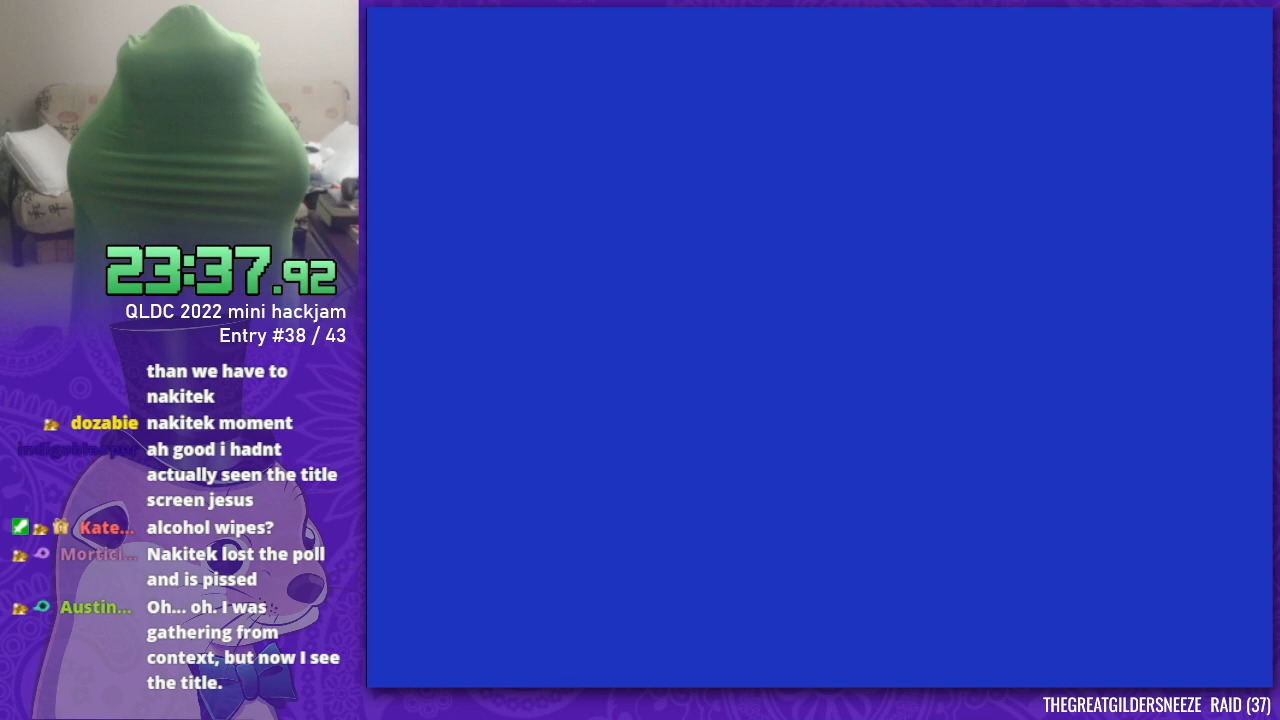 23:37.92
QLDC 2022 mini hackjam
Entry #38 / 43
than we have to
nakitek
dozabie nakitek moment
ah good i hadnt
actually seen the title
screen jesus
Kate... alcohol wipes?
Mortici... Nakitek lost the poll
and is pissed
Austin... Oh... oh. I was
gathering from
context, but now I see
the title.
THEGREATGILDERSNEEZE RAID (37)